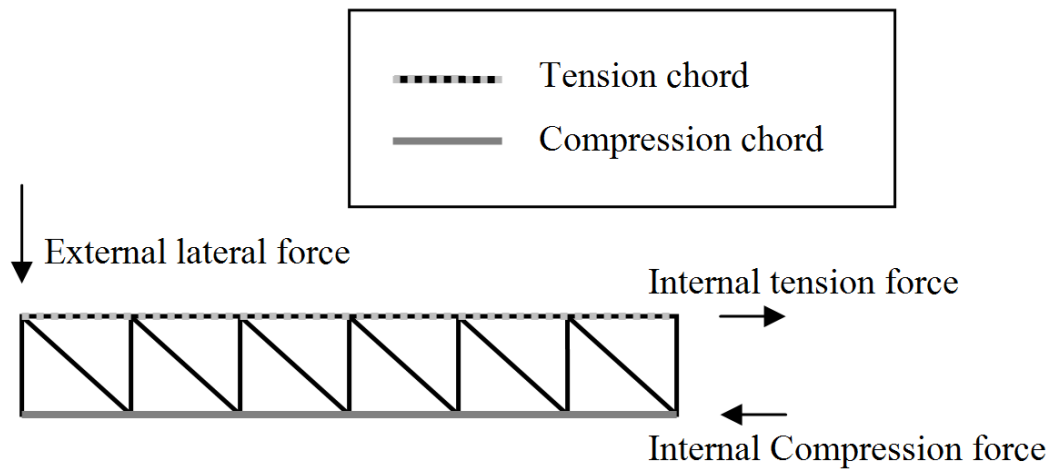 Tension chord
Compression chord
External lateral force
Internal tension force
Internal Compression force